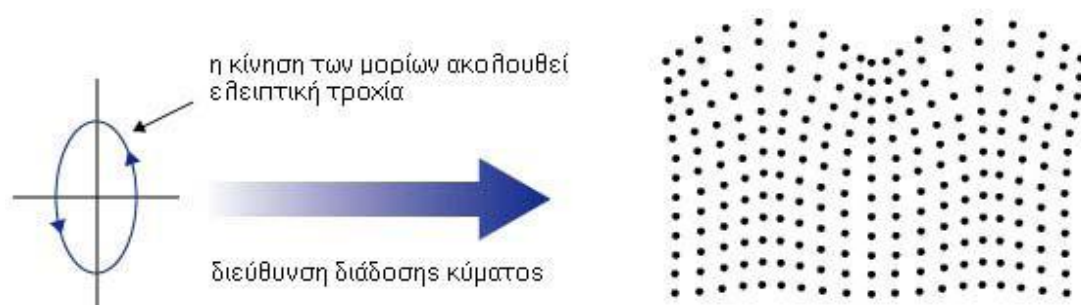 η κίνηση των μορίων ακολουθεί
ελειπτική τροχία
διεύθυνση διάδοσης κύματος